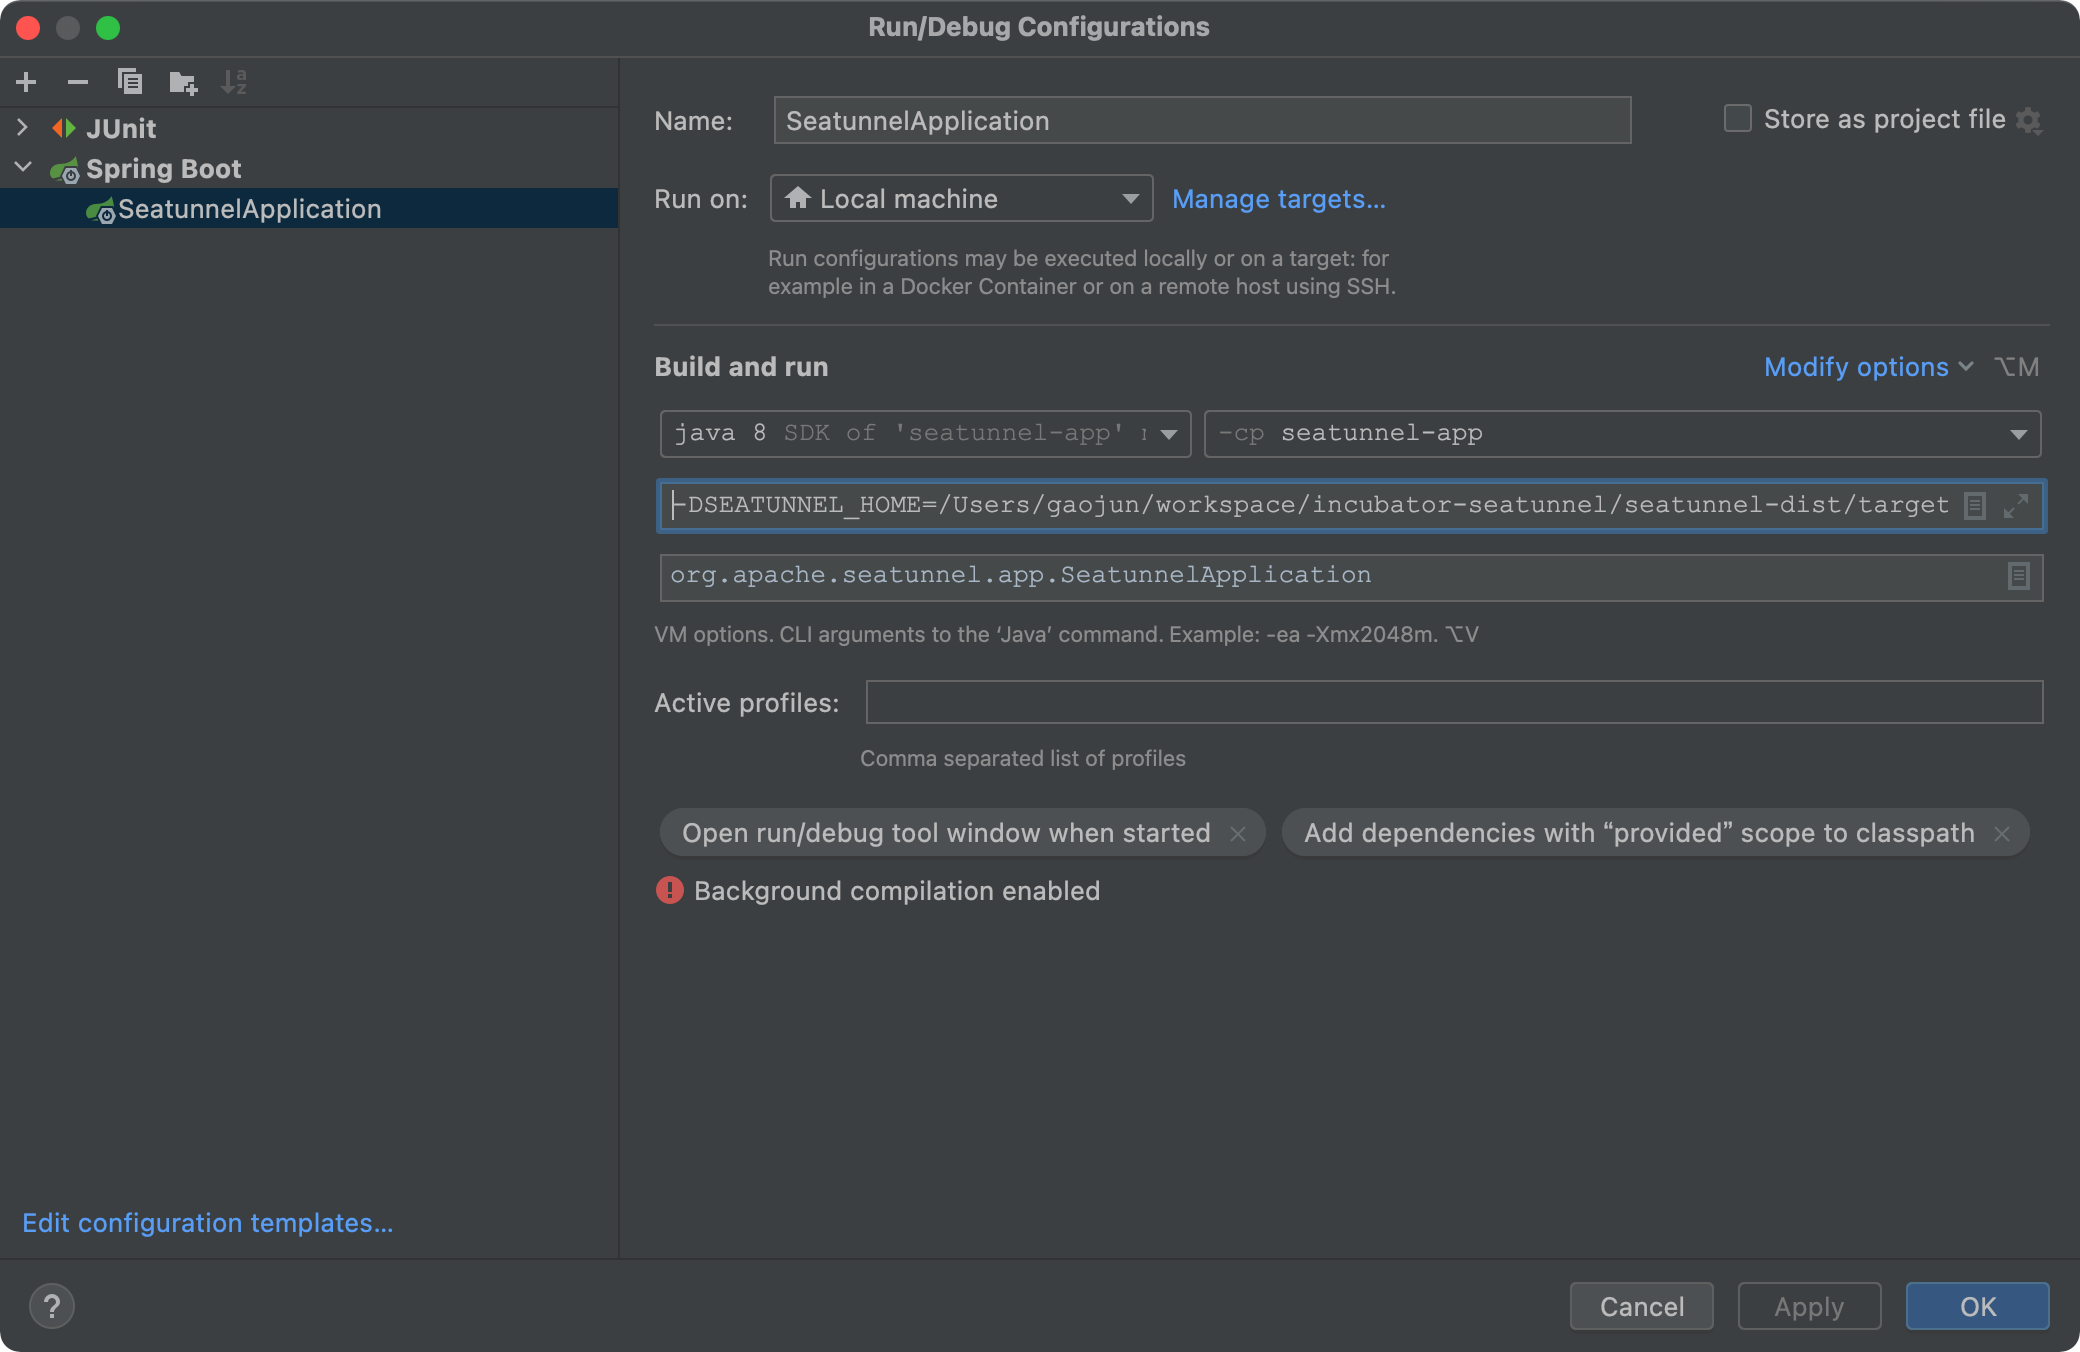 Run/Debug Configurations
JUnit
Spring Boot
SeatunnelApplication
Edit configuration templates...
Name: SeatunnelApplication
Store as project file
Run on: Local machine Manage targets...
Run configurations may be executed locally or on a target: for
example in a Docker Container or on a remote host using SSH.
Build and run
Modify options ⌥M
java 8 SDK of 'seatunnel-app'
-cp seatunnel-app
-DSEATUNNEL_HOME=/Users/gaojun/workspace/incubator-seatunnel/seatunnel-dist/target
org.apache.seatunnel.app.SeatunnelApplication
VM options. CLI arguments to the ‘Java’ command. Example: -ea -Xmx2048m. ⌥V
Active profiles:
Comma separated list of profiles
Open run/debug tool window when started ×
Add dependencies with “provided” scope to classpath ×
Background compilation enabled
? Cancel Apply OK